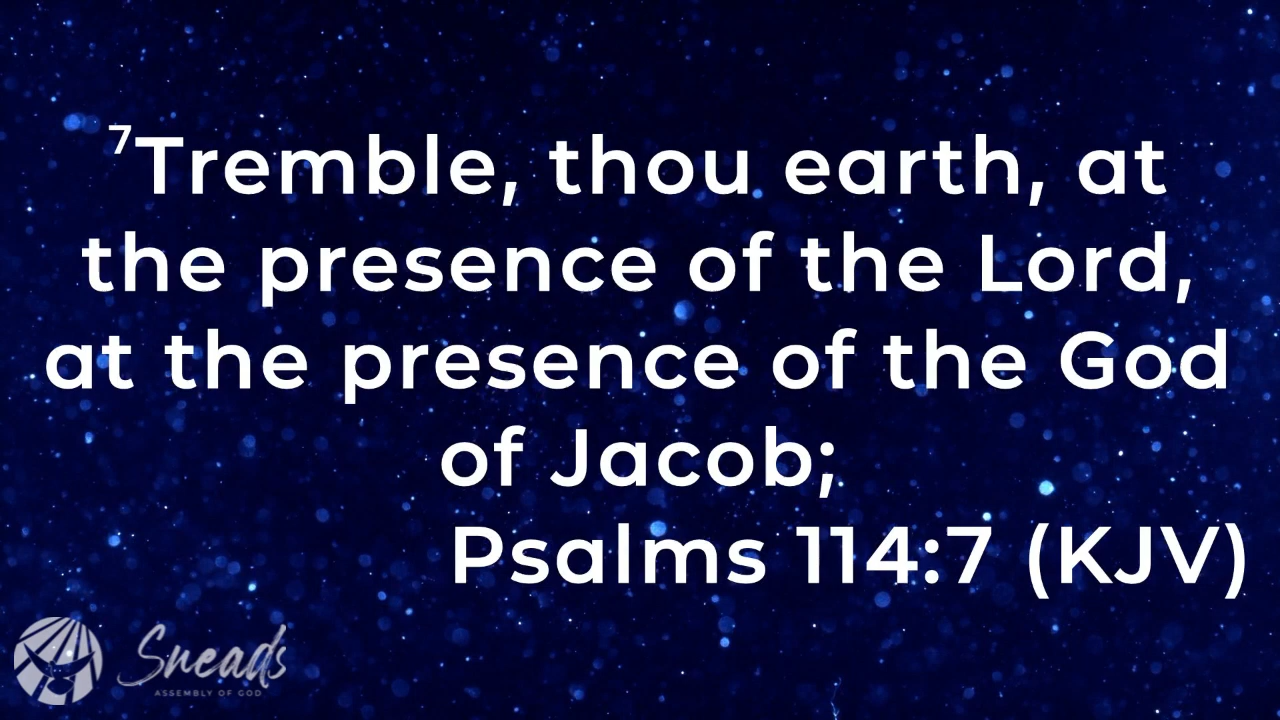 ⁷Tremble, thou earth, at
the presence of the Lord,
at the presence of the God
of Jacob;
Psalms 114:7 (KJV)
Sneads
ASSEMBLY OF GOD